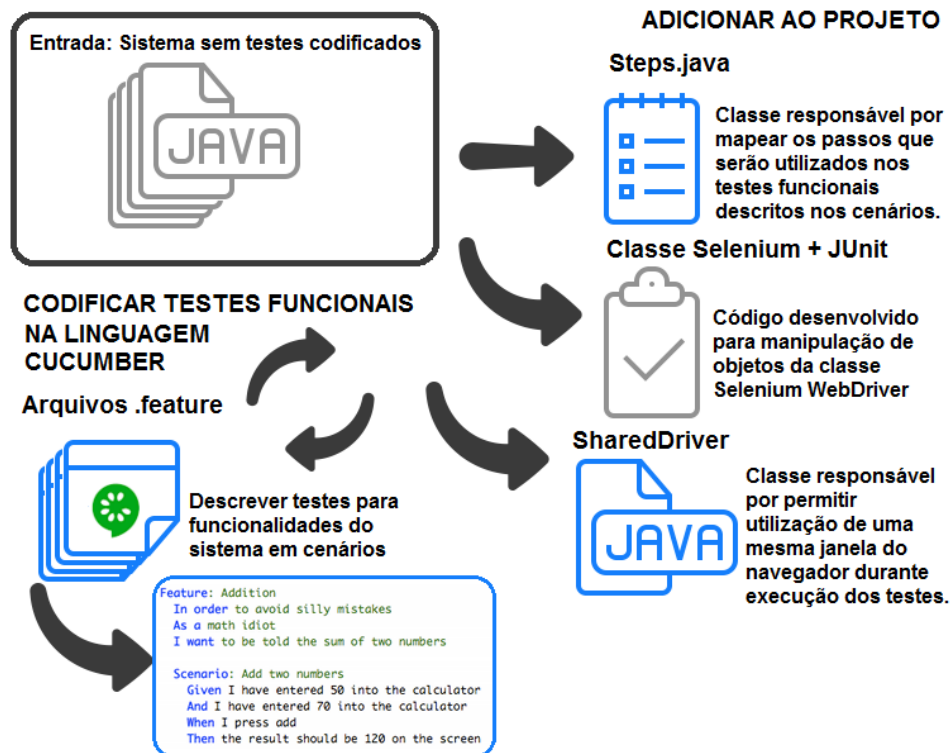 Entrada: Sistema sem testes codificados
JAVA
CODIFICAR TESTES FUNCIONAIS
NA LINGUAGEM
CUCUMBER
Arquivos .feature
Descrever testes para
funcionalidades do
sistema em cenários
Feature: Addition
In order to avoid silly mistakes
As a math idiot
I want to be told the sum of two numbers
Scenario: Add two numbers
Given I have entered 50 into the calculator
And I have entered 70 into the calculator
When I press add
Then the result should be 120 on the screen
ADICIONAR AO PROJETO
Steps.java
Classe responsável por
mapear os passos que
serão utilizados nos
testes funcionais
descritos nos cenários.
Classe Selenium + JUnit
Código desenvolvido
para manipulação de
objetos da classe
Selenium WebDriver
SharedDriver
JAVA
Classe responsável
por permitir
utilização de uma
mesma janela do
navegador durante
execução dos testes.